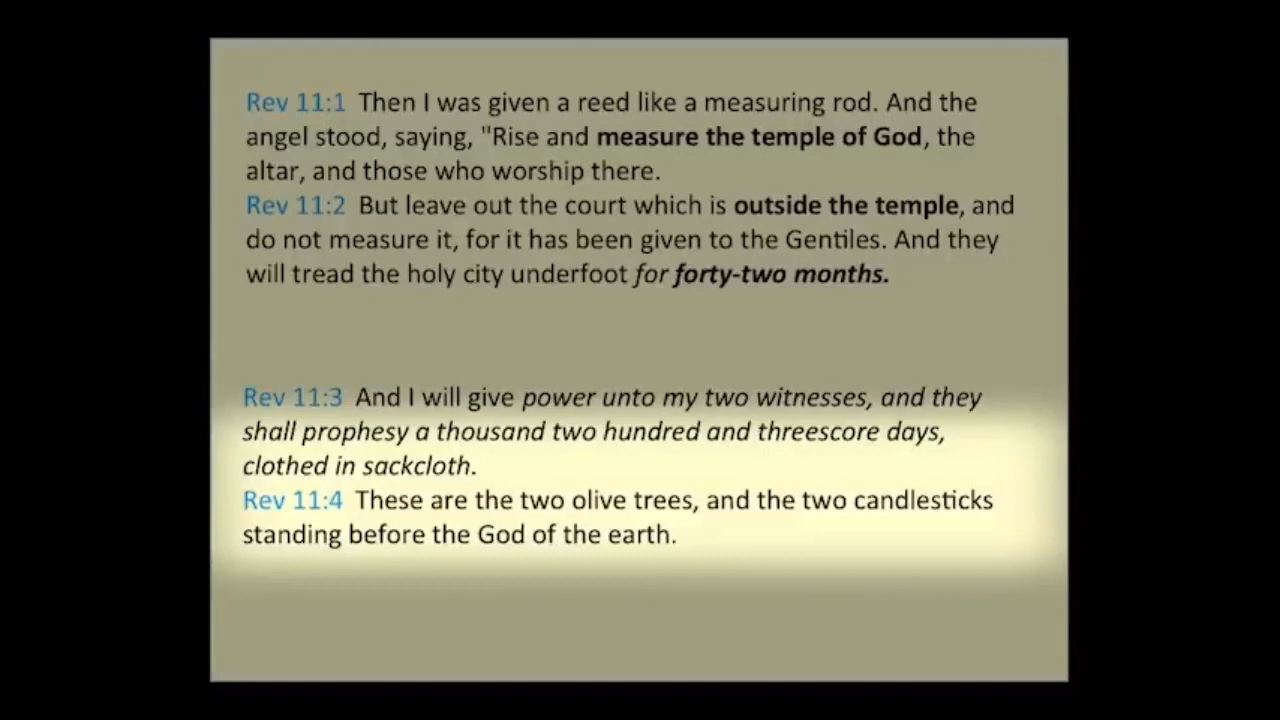 Rev 11:1 Then I was given a reed like a measuring rod. And the
angel stood, saying, "Rise and measure the temple of God, the
altar, and those who worship there.
Rev 11:2 But leave out the court which is outside the temple, and
do not measure it, for it has been given to the Gentiles. And they
will tread the holy city underfoot for forty-two months.
Rev 11:3 And I will give power unto my two witnesses, and they
shall prophesy a thousand two hundred and threescore days,
clothed in sackcloth.
Rev 11:4 These are the two olive trees, and the two candlesticks
standing before the God of the earth.